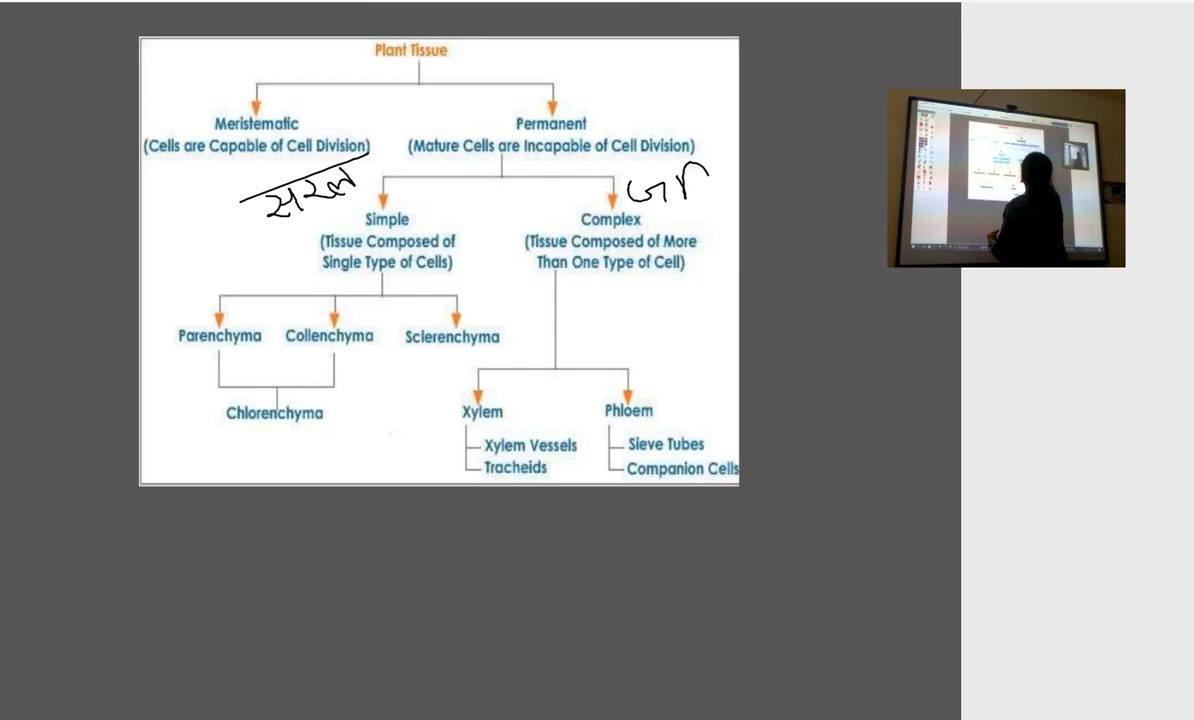 Plant Tissue
Meristematic
(Cells are Capable of Cell Division)
Permanent
(Mature Cells are Incapable of Cell Division)
सरल
Simple
(Tissue Composed of
Single Type of Cells)
Complex
(Tissue Composed of More
Than One Type of Cell)
Parenchyma
Collenchyma
Sclerenchyma
Chlorenchyma
Xylem
Xylem Vessels
Tracheids
Phloem
Sieve Tubes
Companion Cells